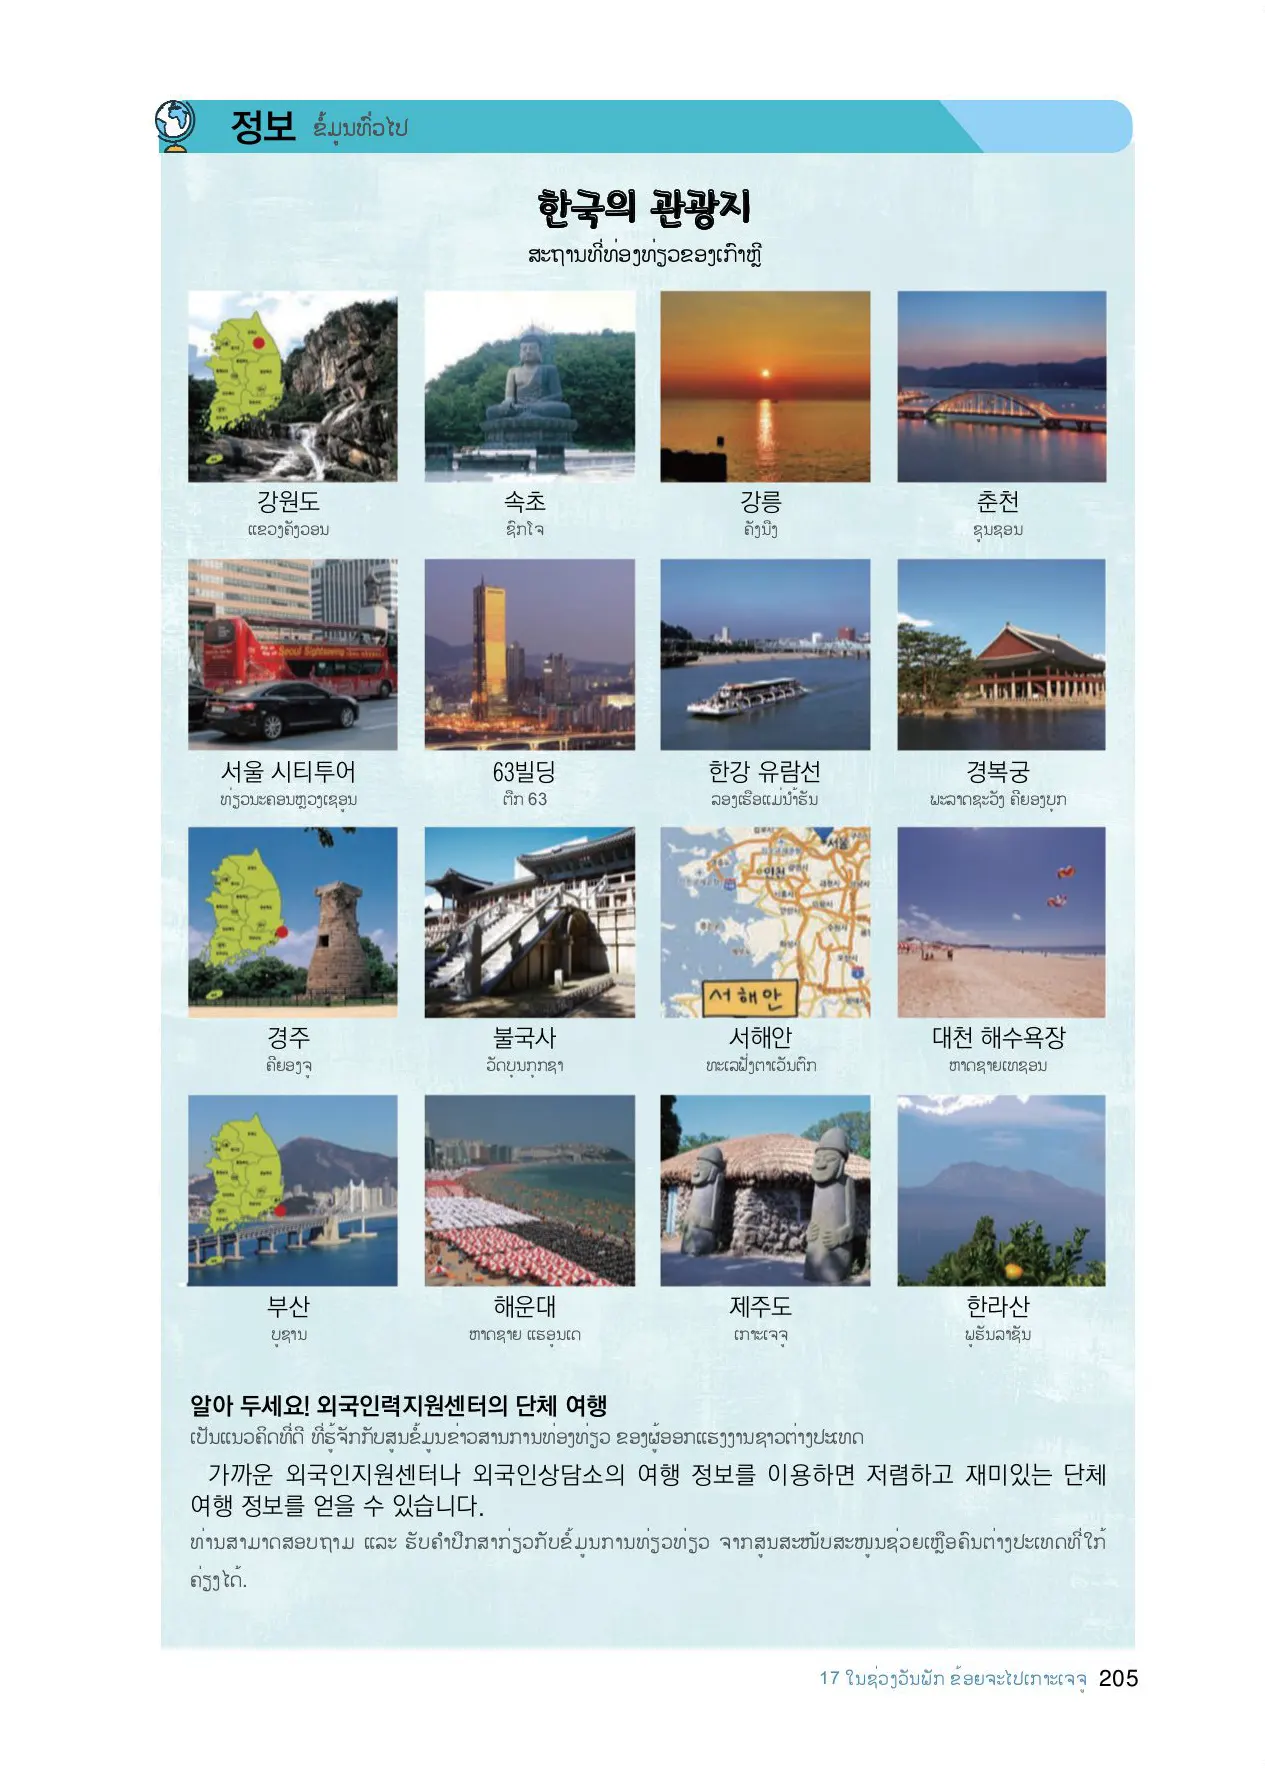 정보 ຂໍ້ມູນທົ່ວໄປ
한국의 관광지
ສະຖານທີ່ທ່ອງທ່ຽວຂອງເກົາຫຼີ
강원도 속초 강릉 춘천
ແຂວງຄັງວອນ ຊົກໂຈ ຄັງນືງ ຊູນຊອນ
Seoul Sightseeing
서울 시티투어 63빌딩 한강 유람선 경복궁
ທ່ຽວນະຄອນຫຼວງເຊອູນ ຕຶກ 63 ລອງເຮືອແມ່ນ້ຳຮັນ ພະລາດຊະວັງ ຄຽອງບຸກ
서울
인천
서해안
경주 불국사 서해안 대천 해수욕장
ຄຽອງຈູ ວັດບຸນກຸກຊາ ທະເລຝັ່ງຕາເວັນຕົກ ຫາດຊາຍເທຊອນ
부산 해운대 제주도 한라산
ບູຊານ ຫາດຊາຍ ແຮອູນເດ ເກາະເຈຈູ ພູຮັນລາຊັນ
알아 두세요! 외국인력지원센터의 단체 여행
ເປັນແນວຄິດທີ່ດີ ທີ່ຮູ້ຈັກກັບສູນຂໍ້ມູນຂ່າວສານການທ່ອງທ່ຽວ ຂອງຜູ້ອອກແຮງງານຊາວຕ່າງປະເທດ
가까운 외국인지원센터나 외국인상담소의 여행 정보를 이용하면 저렴하고 재미있는 단체
여행 정보를 얻을 수 있습니다.
ທ່ານສາມາດສອບຖາມ ແລະ ຮັບຄຳປຶກສາກ່ຽວກັບຂໍ້ມູນການທ່ຽວທ່ຽວ ຈາກສູນສະໜັບສະໜູນຊ່ວຍເຫຼືອຄົນຕ່າງປະເທດທີ່ໃກ້
ຄ່ຽງໄດ້.
17 ໃນຊ່ວງວັນພັກ ຂ້ອຍຈະໄປເກາະເຈຈູ 205